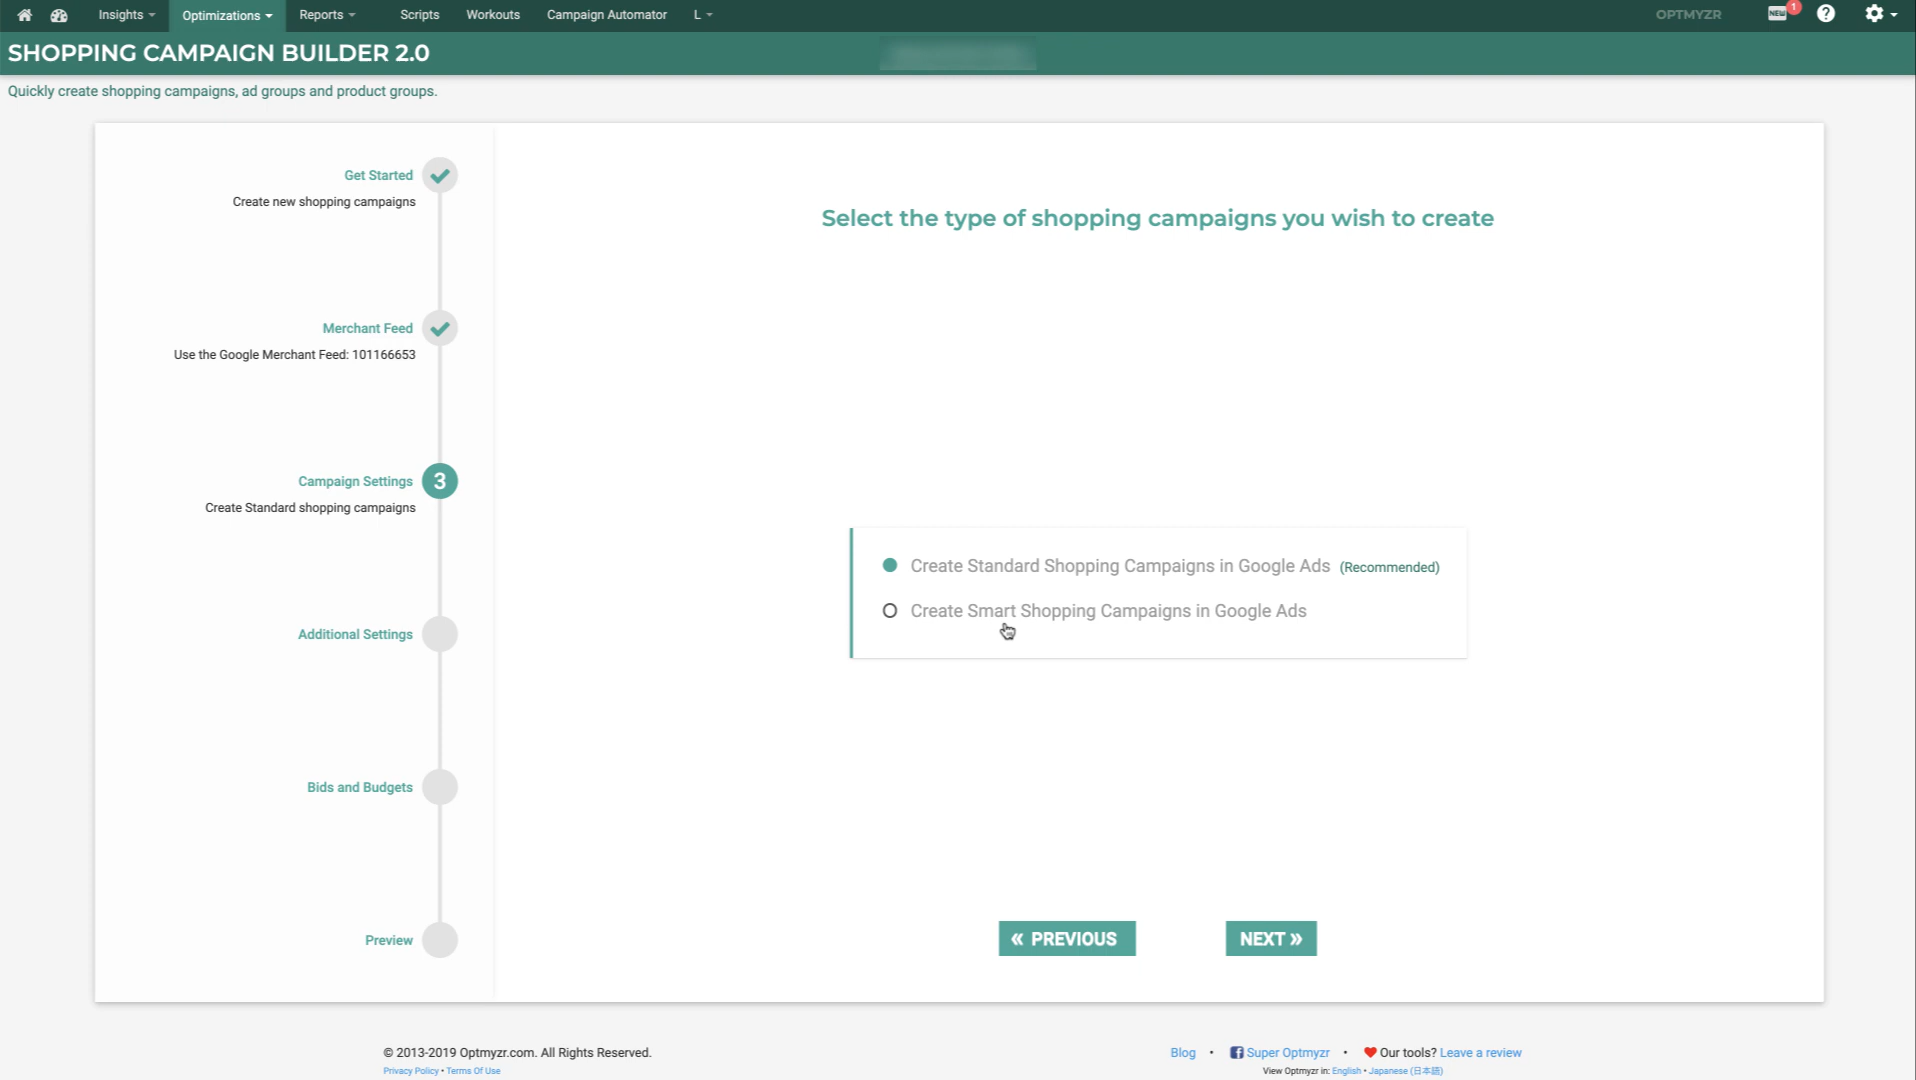 Insights
Optimizations
Reports
Scripts
Workouts
Campaign Automator
L
OPTMYZR
NEW
1
?
SHOPPING CAMPAIGN BUILDER 2.0
Quickly create shopping campaigns, ad groups and product groups.
Get Started
Create new shopping campaigns
Merchant Feed
Use the Google Merchant Feed: 101166653
Campaign Settings
3
Create Standard shopping campaigns
Additional Settings
Bids and Budgets
Preview
Select the type of shopping campaigns you wish to create
Create Standard Shopping Campaigns in Google Ads (Recommended)
Create Smart Shopping Campaigns in Google Ads
« PREVIOUS
NEXT »
© 2013-2019 Optmyzr.com. All Rights Reserved.
Privacy Policy • Terms Of Use
Blog • Super Optmyzr • Our tools? Leave a review
View Optmyzr in: English • Japanese (日本語)